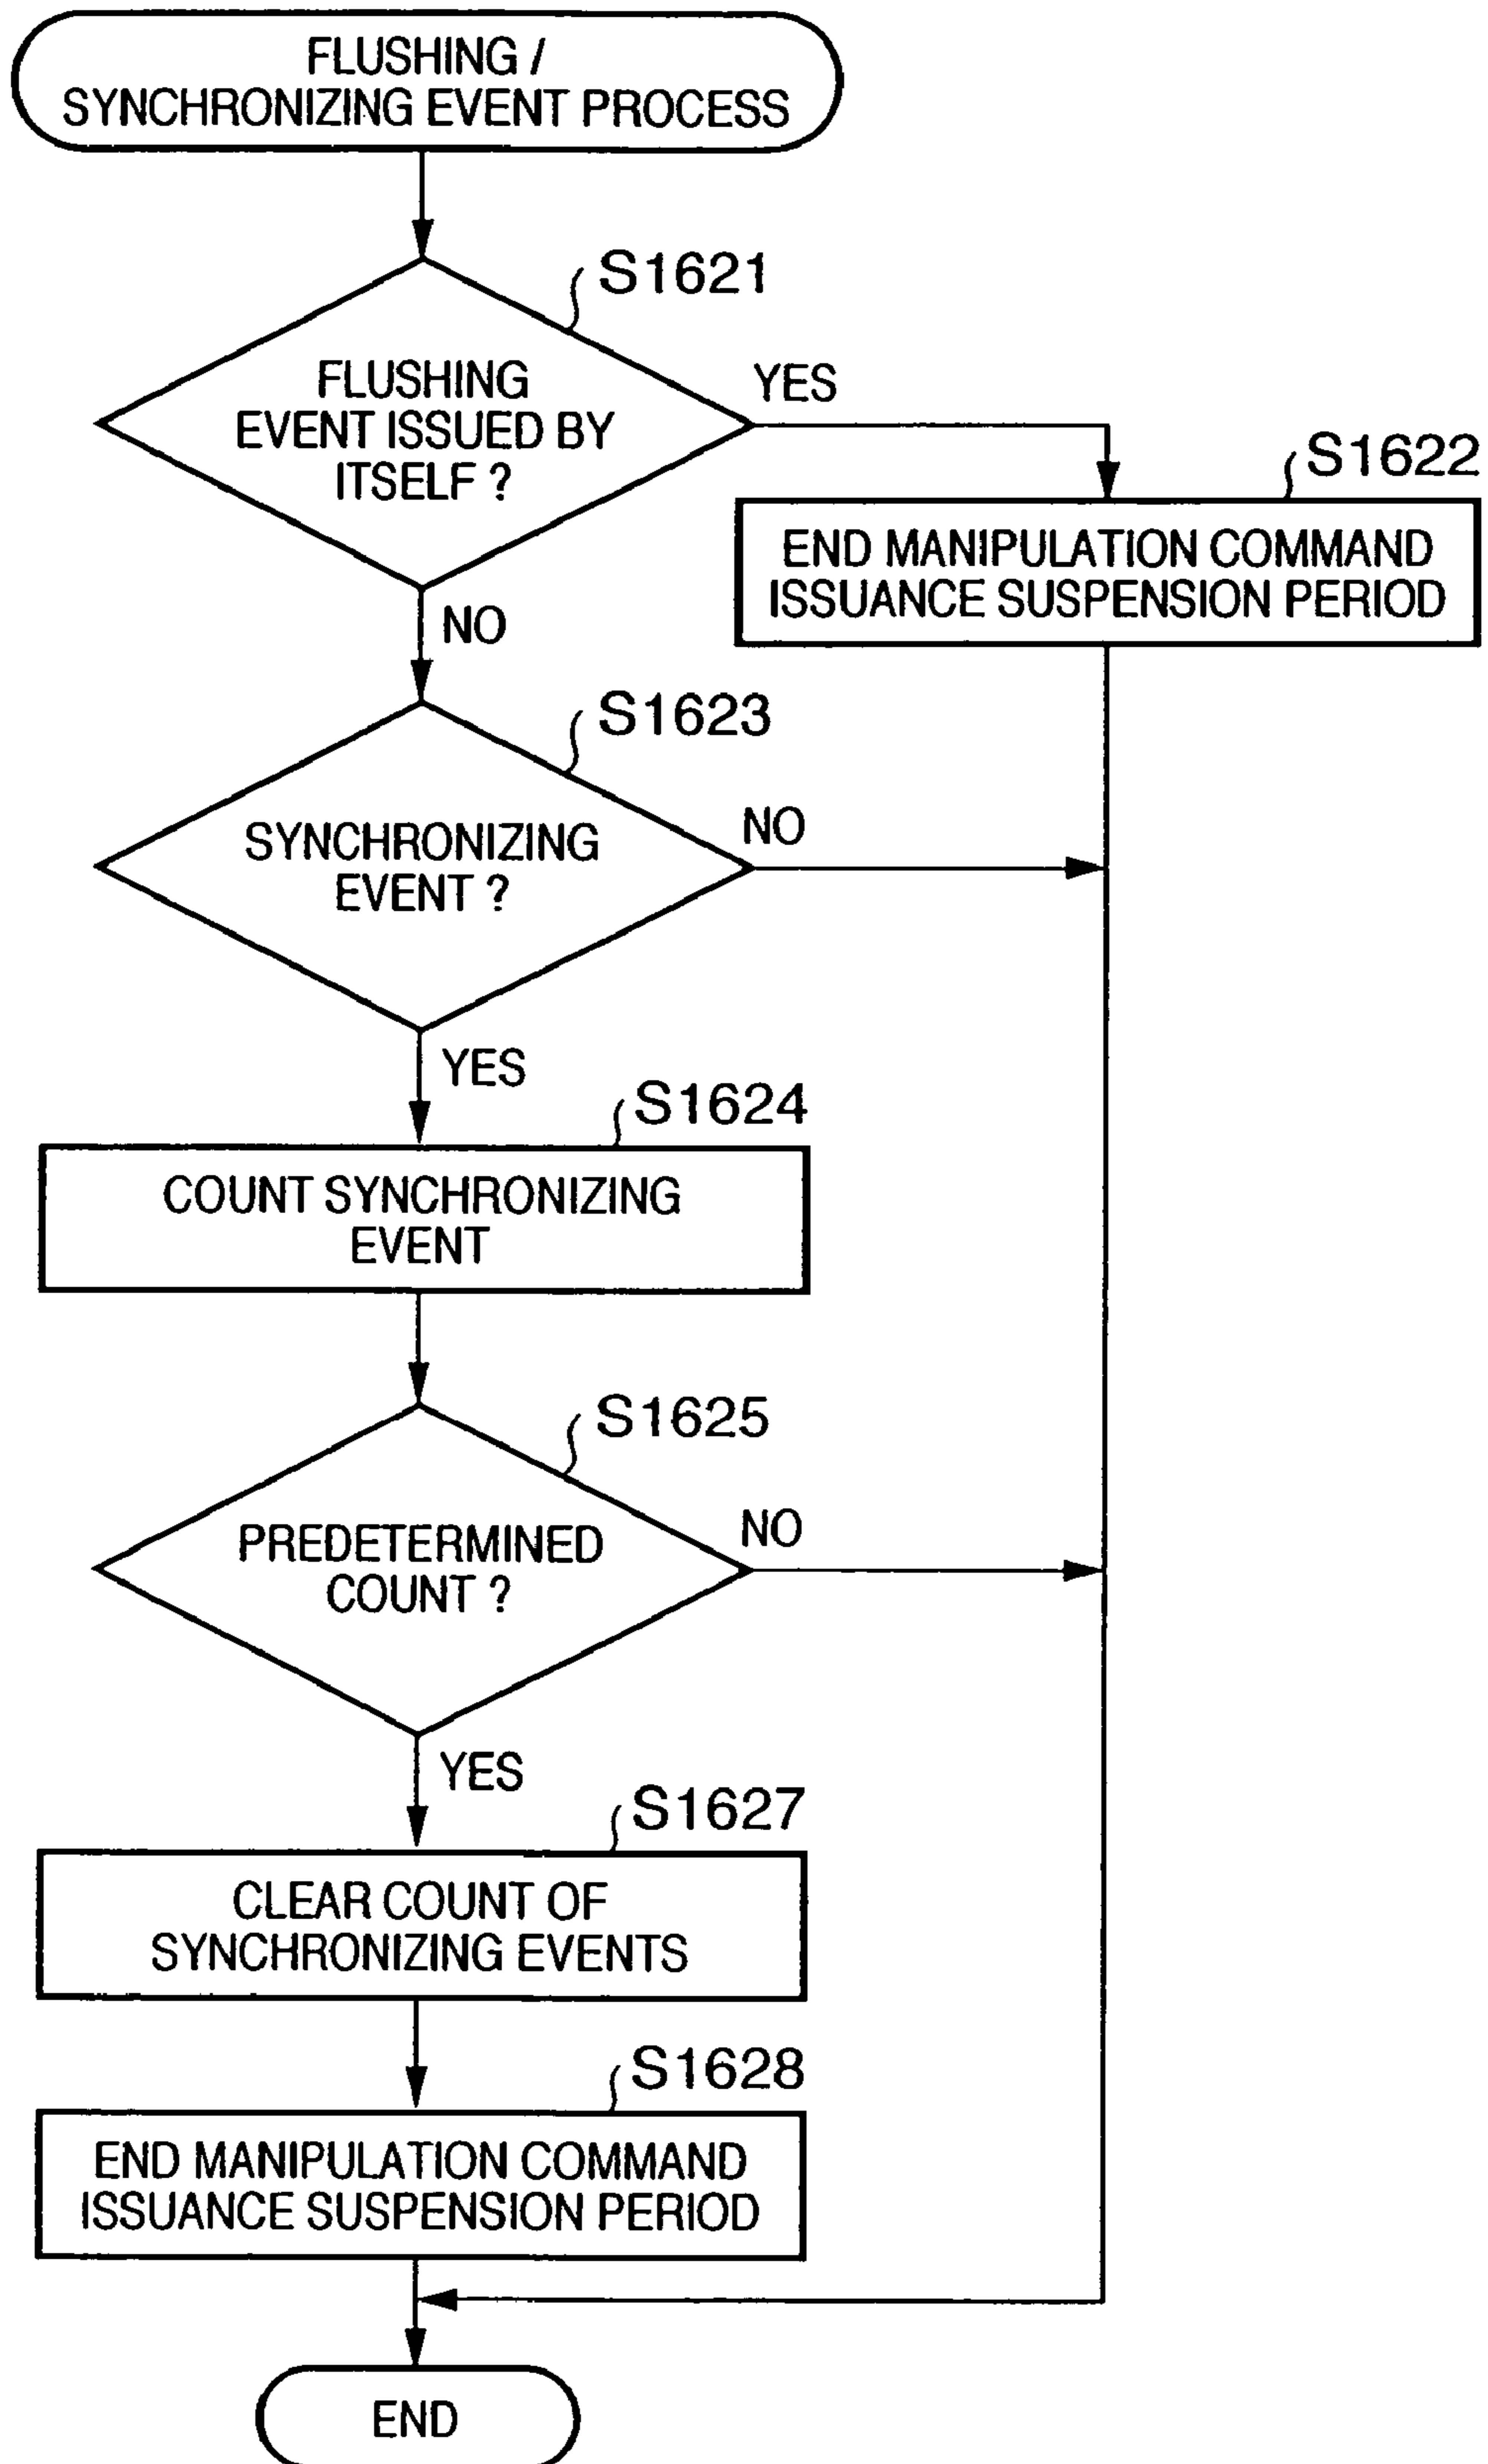 FLUSHING /
SYNCHRONIZING EVENT PROCESS
S1621
FLUSHING
EVENT ISSUED BY
ITSELF ?
YES
S1622
END MANIPULATION COMMAND
ISSUANCE SUSPENSION PERIOD
NO
S1623
SYNCHRONIZING
EVENT ?
NO
YES
S1624
COUNT SYNCHRONIZING
EVENT
S1625
PREDETERMINED
COUNT ?
NO
YES
S1627
CLEAR COUNT OF
SYNCHRONIZING EVENTS
S1628
END MANIPULATION COMMAND
ISSUANCE SUSPENSION PERIOD
END